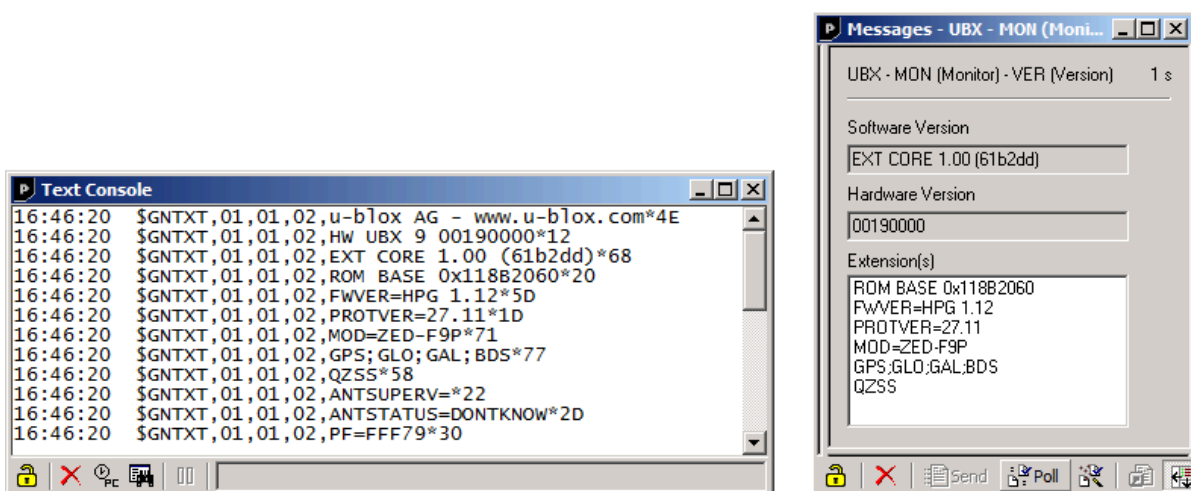 Text Console
16:46:20 $GNTXT,01,01,02,u-blox AG - www.u-blox.com*4E
16:46:20 $GNTXT,01,01,02,HW UBX 9 00190000*12
16:46:20 $GNTXT,01,01,02,EXT CORE 1.00 (61b2dd)*68
16:46:20 $GNTXT,01,01,02,ROM BASE 0x118B2060*20
16:46:20 $GNTXT,01,01,02,FWVER=HPG 1.12*5D
16:46:20 $GNTXT,01,01,02,PROTVER=27.11*1D
16:46:20 $GNTXT,01,01,02,MOD=ZED-F9P*71
16:46:20 $GNTXT,01,01,02,GPS;GLO;GAL;BDS*77
16:46:20 $GNTXT,01,01,02,QZSS*58
16:46:20 $GNTXT,01,01,02,ANTSUPERV=*22
16:46:20 $GNTXT,01,01,02,ANTSTATUS=DONTKNOW*2D
16:46:20 $GNTXT,01,01,02,PF=FFF79*30
PC
Messages - UBX - MON (Moni...
UBX - MON (Monitor) - VER (Version) 1 s
Software Version
EXT CORE 1.00 (61b2dd)
Hardware Version
00190000
Extension(s)
ROM BASE 0x118B2060
FWVER=HPG 1.12
PROTVER=27.11
MOD=ZED-F9P
GPS;GLO;GAL;BDS
QZSS
Send Poll